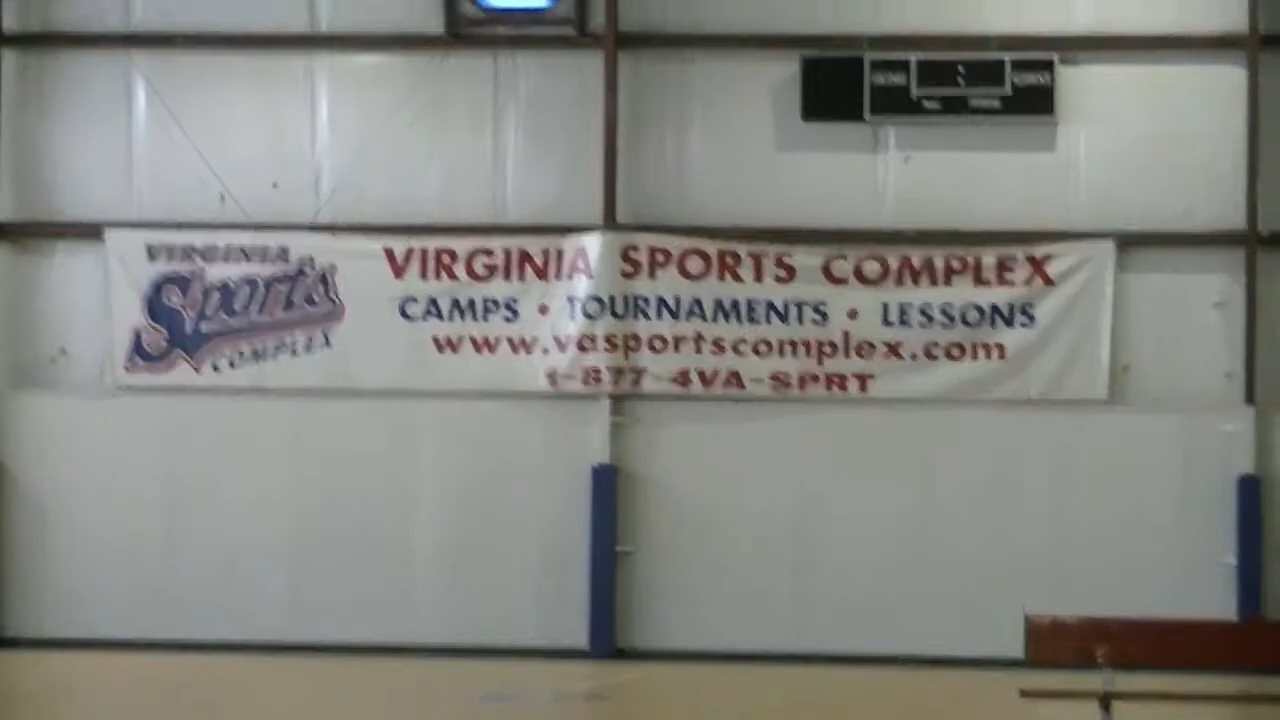 VIRGINIA
Sports
COMPLEX
VIRGINIA SPORTS COMPLEX
CAMPS • TOURNAMENTS • LESSONS
www.vasportscomplex.com
1-877-4VA-SPRT